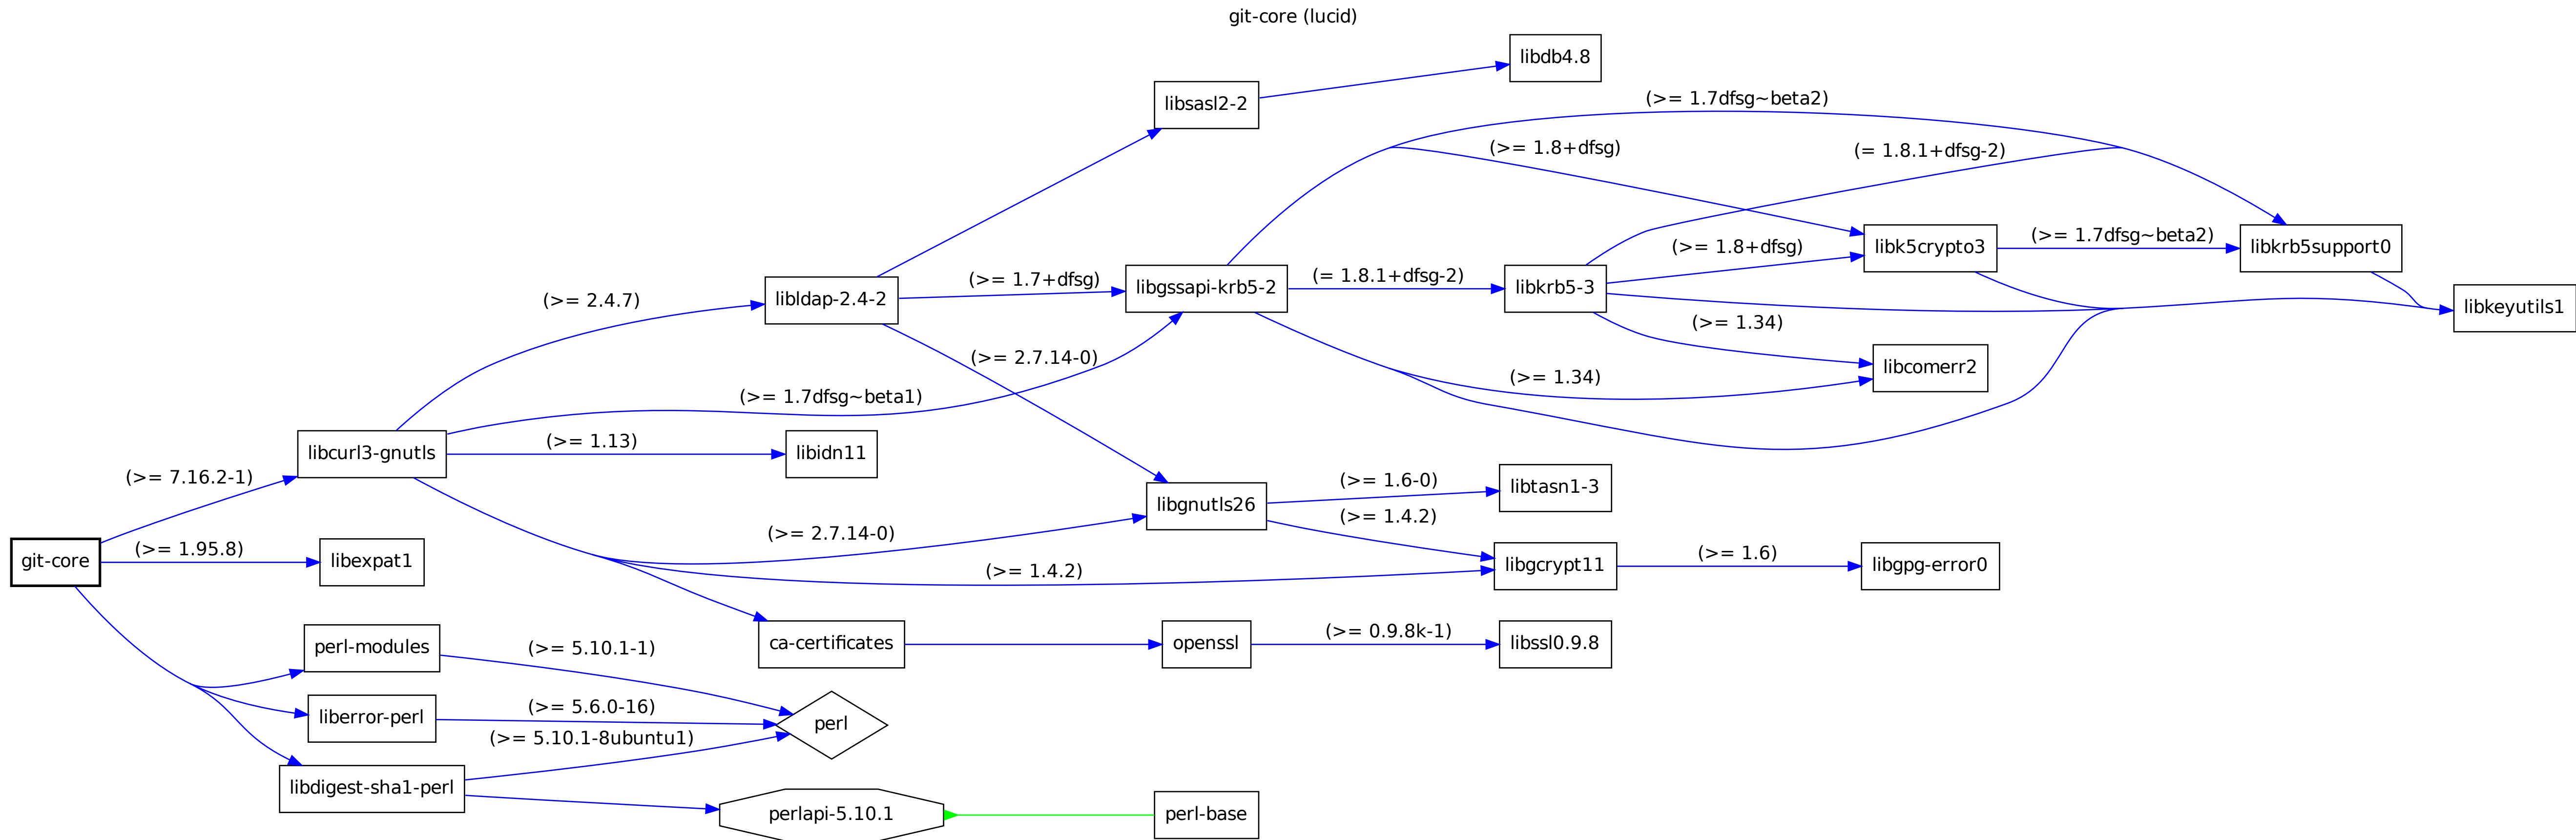 git-core (lucid)
libdb4.8
(>= 1.7dfsg~beta2)
libsasl2-2
(>= 1.8+dfsg)
(= 1.8.1+dfsg-2)
(>= 1.7dfsg~beta2)
(>= 1.8+dfsg)
libk5crypto3
libkrb5support0
(>= 1.7+dfsg)
(= 1.8.1+dfsg-2)
libgssapi-krb5-2
libkrb5-3
(>= 2.4.7)
libldap-2.4-2
libkeyutils1
(>= 1.34)
(>= 2.7.14-0)
libcomerr2
(>= 1.34)
(>= 1.7dfsg~beta1)
(>= 1.13)
libcurl3-gnutls
libidn11
(>= 7.16.2-1)
(>= 1.6-0)
libtasn1-3
libgnutls26
(>= 1.4.2)
(>= 2.7.14-0)
(>= 1.95.8)
(>= 1.6)
git-core
libexpat1
(>= 1.4.2)
libgcrypt11
libgpg-error0
(>= 0.9.8k-1)
perl-modules
(>= 5.10.1-1)
ca-certificates
openssl
libssl0.9.8
(>= 5.6.0-16)
liberror-perl
perl
(>= 5.10.1-8ubuntu1)
libdigest-sha1-perl
perlapi-5.10.1
perl-base